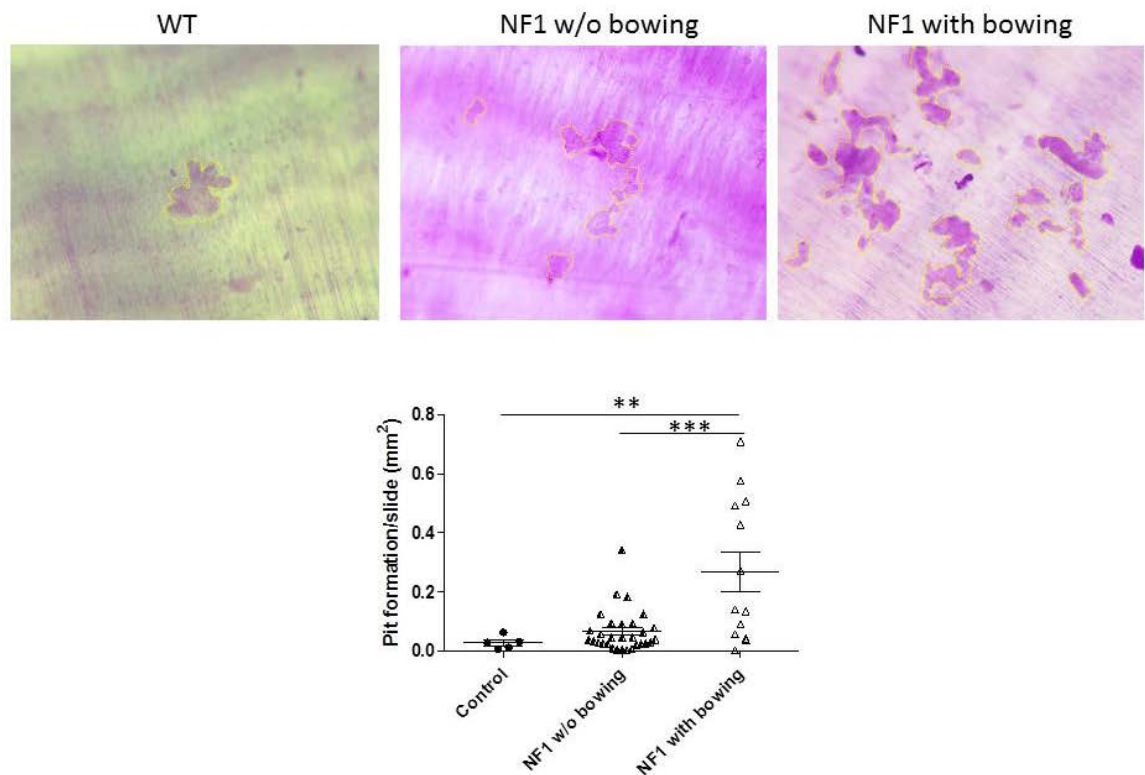 WT NF1 w/o bowing NF1 with bowing
**
***
0.8
0.6
0.4
0.2
0.0
Pit formation/slide (mm²)
Control
NF1 w/o bowing
NF1 with bowing